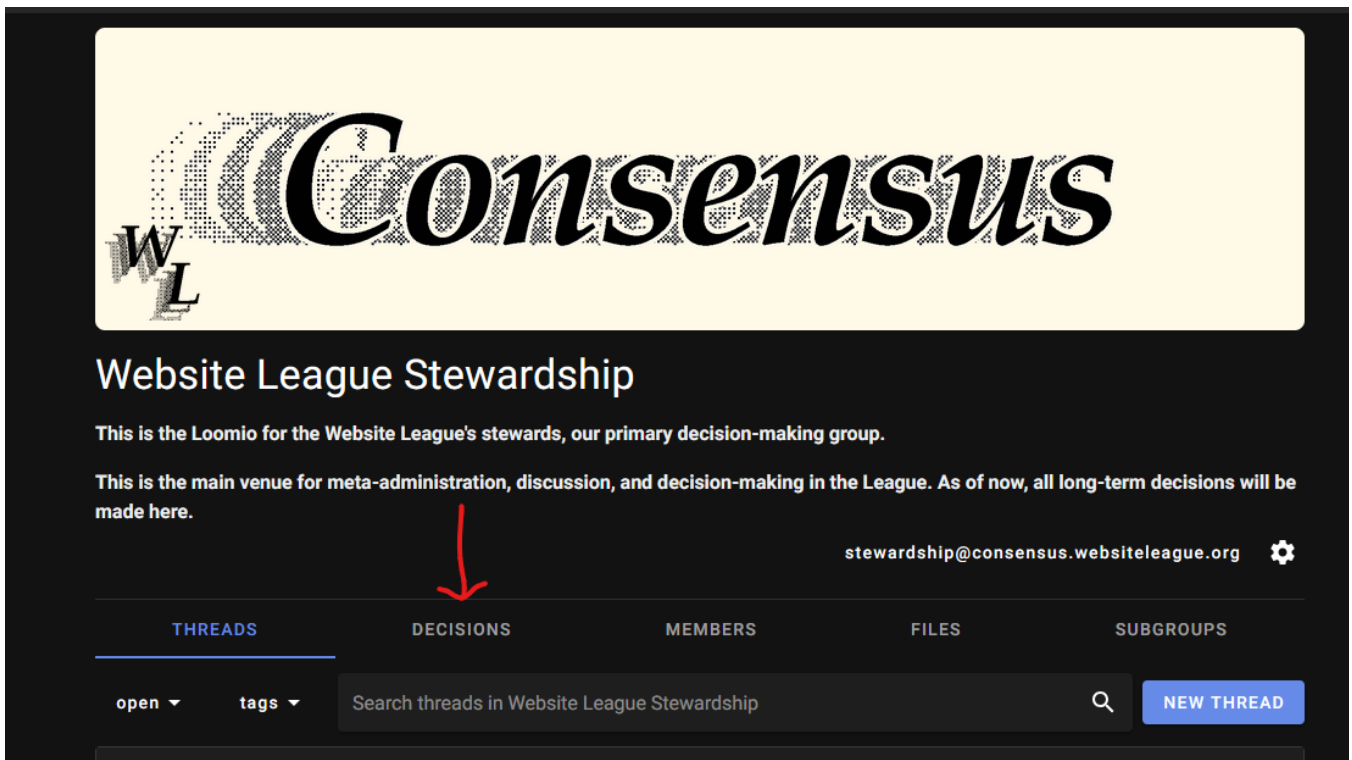 Consensus
WL
Website League Stewardship
This is the Loomio for the Website League's stewards, our primary decision-making group.
This is the main venue for meta-administration, discussion, and decision-making in the League. As of now, all long-term decisions will be
made here.
stewardship@consensus.websiteleague.org
THREADS DECISIONS MEMBERS FILES SUBGROUPS
open tags Search threads in Website League Stewardship NEW THREAD